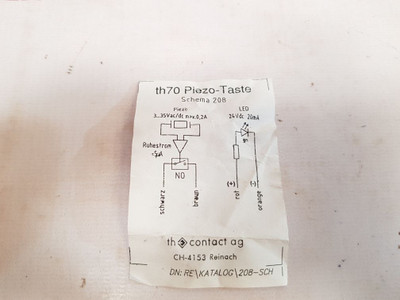 th70 Piezo-Taste
Schema 208
Piezo
LED
3...35Vac/dc max.0,2A
24Vdc 20mA
Ruhestrom
NO
(+)
(-)
schwarz
braun
rot
orange
th contact ag
CH-4153 Reinach
DN: RE\KATALOG\208-SCH